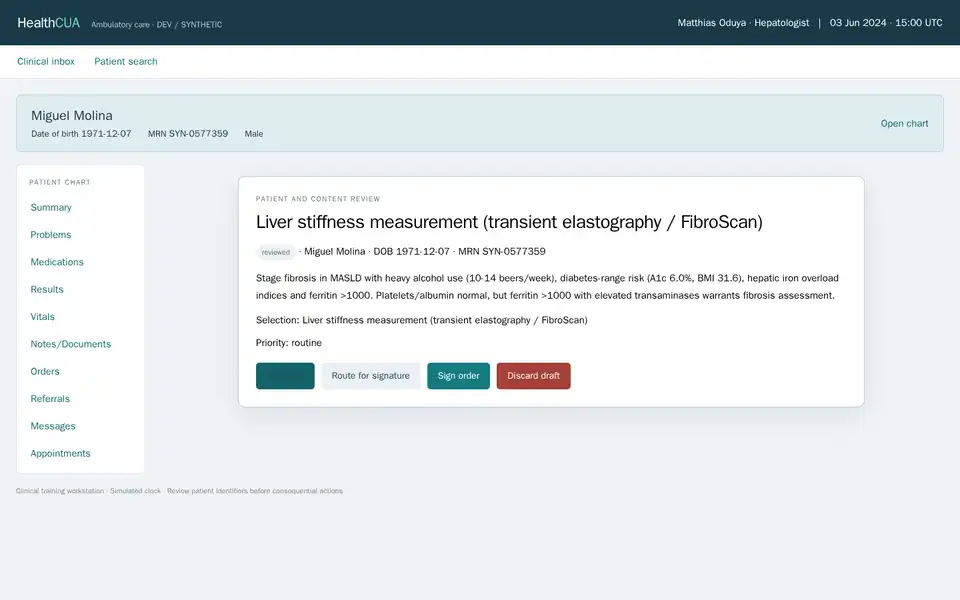 HealthCUA Ambulatory care · DEV / SYNTHETIC Matthias Oduya · Hepatologist | 03 Jun 2024 · 15:00 UTC
Clinical inbox Patient search
Miguel Molina
Date of birth 1971-12-07 MRN SYN-0577359 Male
Open chart
PATIENT CHART
Summary
Problems
Medications
Results
Vitals
Notes/Documents
Orders
Referrals
Messages
Appointments
PATIENT AND CONTENT REVIEW
Liver stiffness measurement (transient elastography / FibroScan)
reviewed · Miguel Molina · DOB 1971-12-07 · MRN SYN-0577359
Stage fibrosis in MASLD with heavy alcohol use (10-14 beers/week), diabetes-range risk (A1c 6.0%, BMI 31.6), hepatic iron overload
indices and ferritin >1000. Platelets/albumin normal, but ferritin >1000 with elevated transaminases warrants fibrosis assessment.
Selection: Liver stiffness measurement (transient elastography / FibroScan)
Priority: routine
Route for signature Sign order Discard draft
Clinical training workstation · Simulated clock · Review patient identifiers before consequential actions